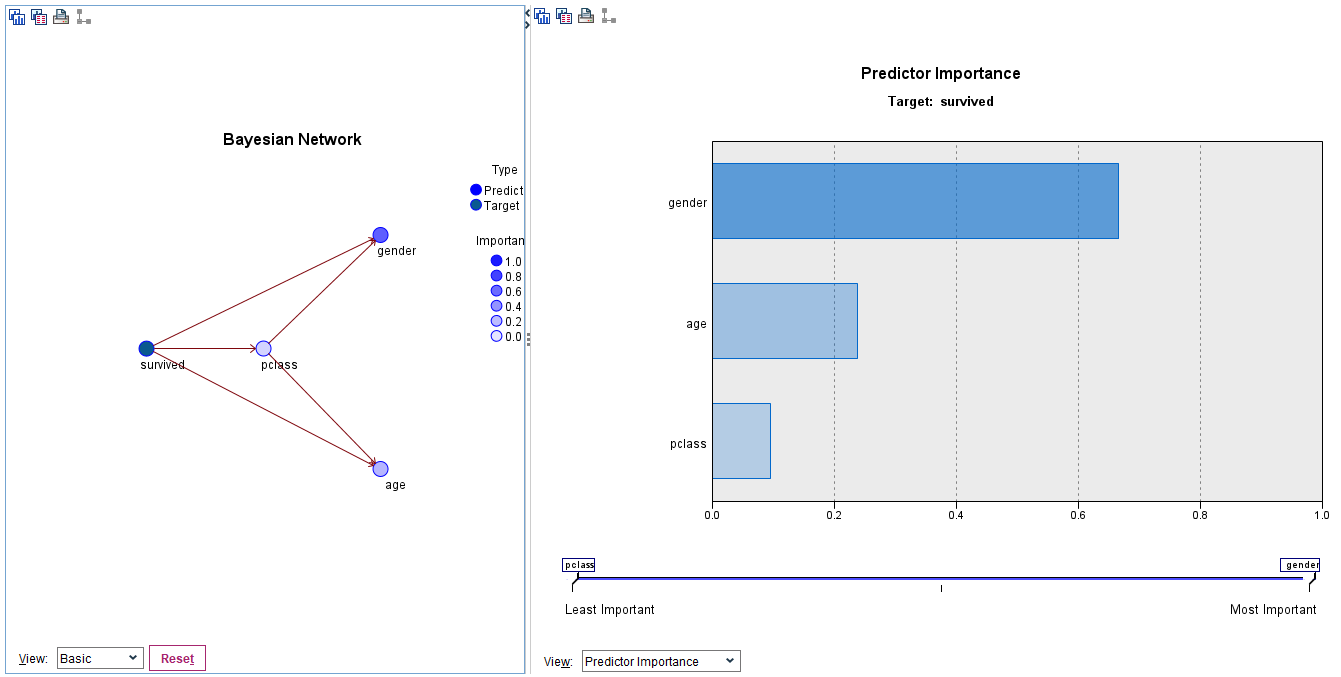 Bayesian Network
Type
Predict
Target
Importan
1.0
0.8
0.6
0.4
0.2
0.0
gender
survived
pclass
age
View: Basic Reset
Predictor Importance
Target: survived
gender
age
pclass
0.0 0.2 0.4 0.6 0.8 1.0
pclass gender
Least Important Most Important
View: Predictor Importance